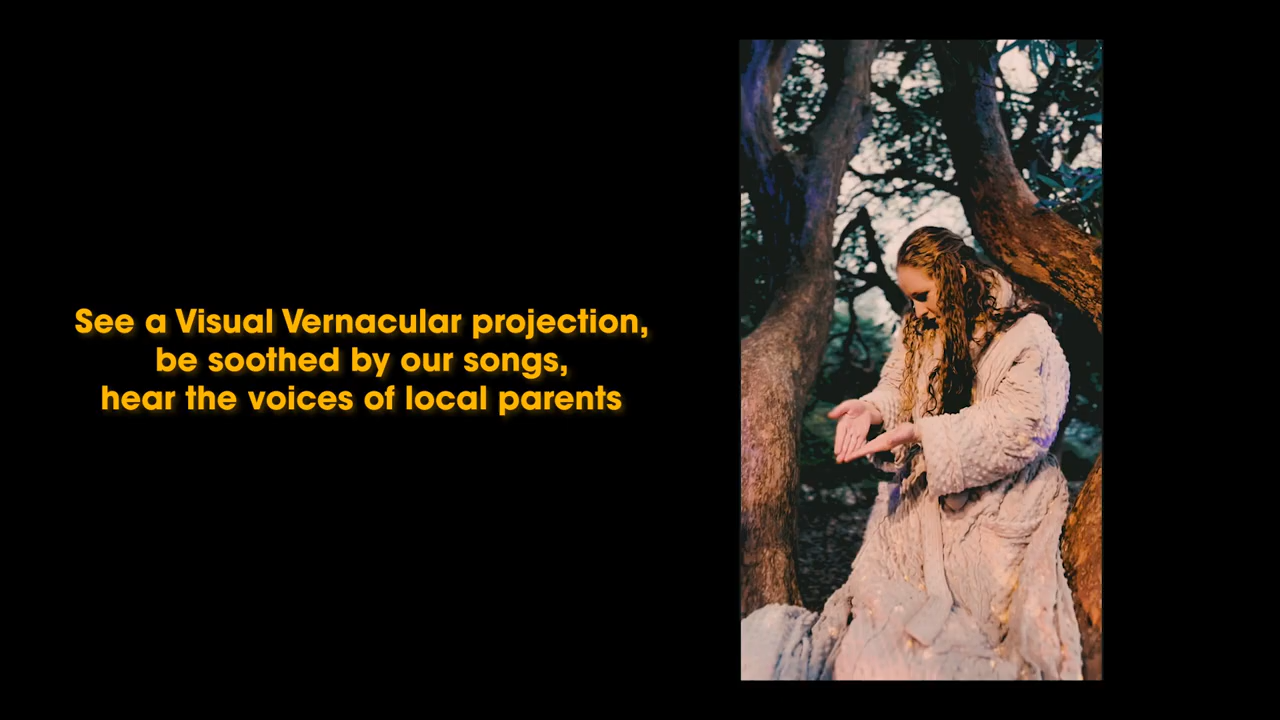 See a Visual Vernacular projection,
be soothed by our songs,
hear the voices of local parents